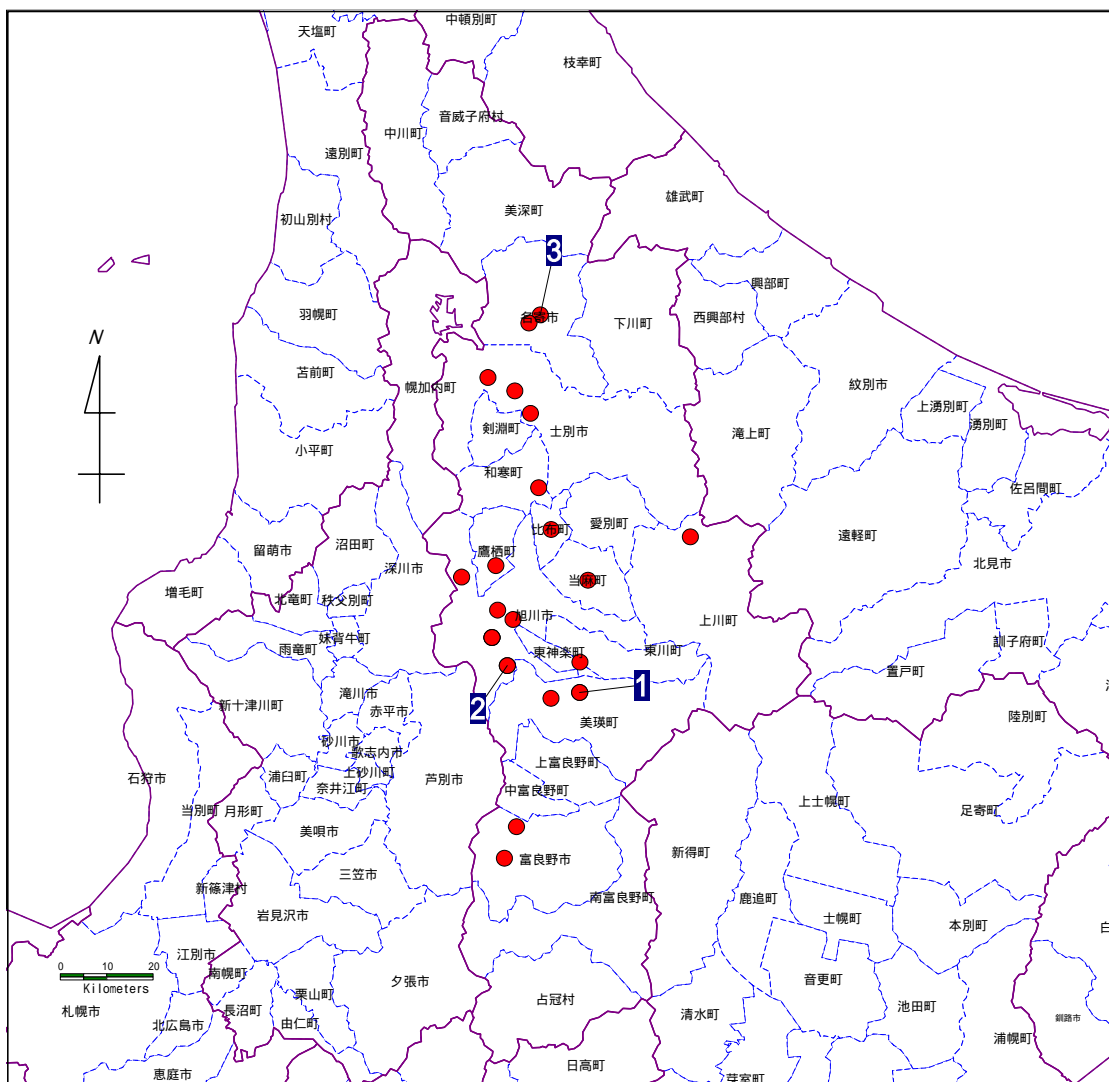 中頓別町
天塩町
枝幸町
音威子府村
中川町
遠別町
雄武町
美深町
初山別村
3
興部町
羽幌町
名寄市
下川町
西興部村
N
苫前町
幌加内町
紋別市
上湧別町
湧別町
剣淵町
士別市
滝上町
小平町
和寒町
佐呂間町
愛別町
比布町
遠軽町
沼田町
留萌市
鷹栖町
北見市
深川市
当麻町
増毛町
北竜町
秩父別町
旭川市
上川町
妹背牛町
雨竜町
東神楽町
東川町
訓子府町
置戸町
1
2
滝川市
新十津川町
赤平市
陸別町
美瑛町
砂川市
歌志内市
上富良野町
浦臼町
上砂川町
石狩市
奈井江町
芦別市
中富良野町
上士幌町
当別町
月形町
足寄町
美唄市
富良野市
新得町
三笠市
新篠津村
南富良野町
鹿追町
岩見沢市
士幌町
本別町
白
江別市
0 10 20
Kilometers
南幌町
夕張市
音更町
栗山町
占冠村
池田町
札幌市
長沼町
清水町
釧路市
北広島市
由仁町
浦幌町
日高町
恵庭市
芽室町